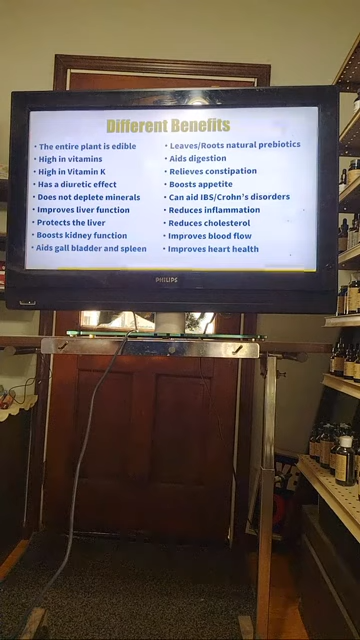 Different Benefits
• The entire plant is edible
• High in vitamins
• High in Vitamin K
• Has a diuretic effect
• Does not deplete minerals
• Improves liver function
• Protects the liver
• Boosts kidney function
• Aids gall bladder and spleen
• Leaves/Roots natural prebiotics
• Aids digestion
• Relieves constipation
• Boosts appetite
• Can aid IBS/Crohn's disorders
• Reduces inflammation
• Reduces cholesterol
• Improves blood flow
• Improves heart health
PHILIPS